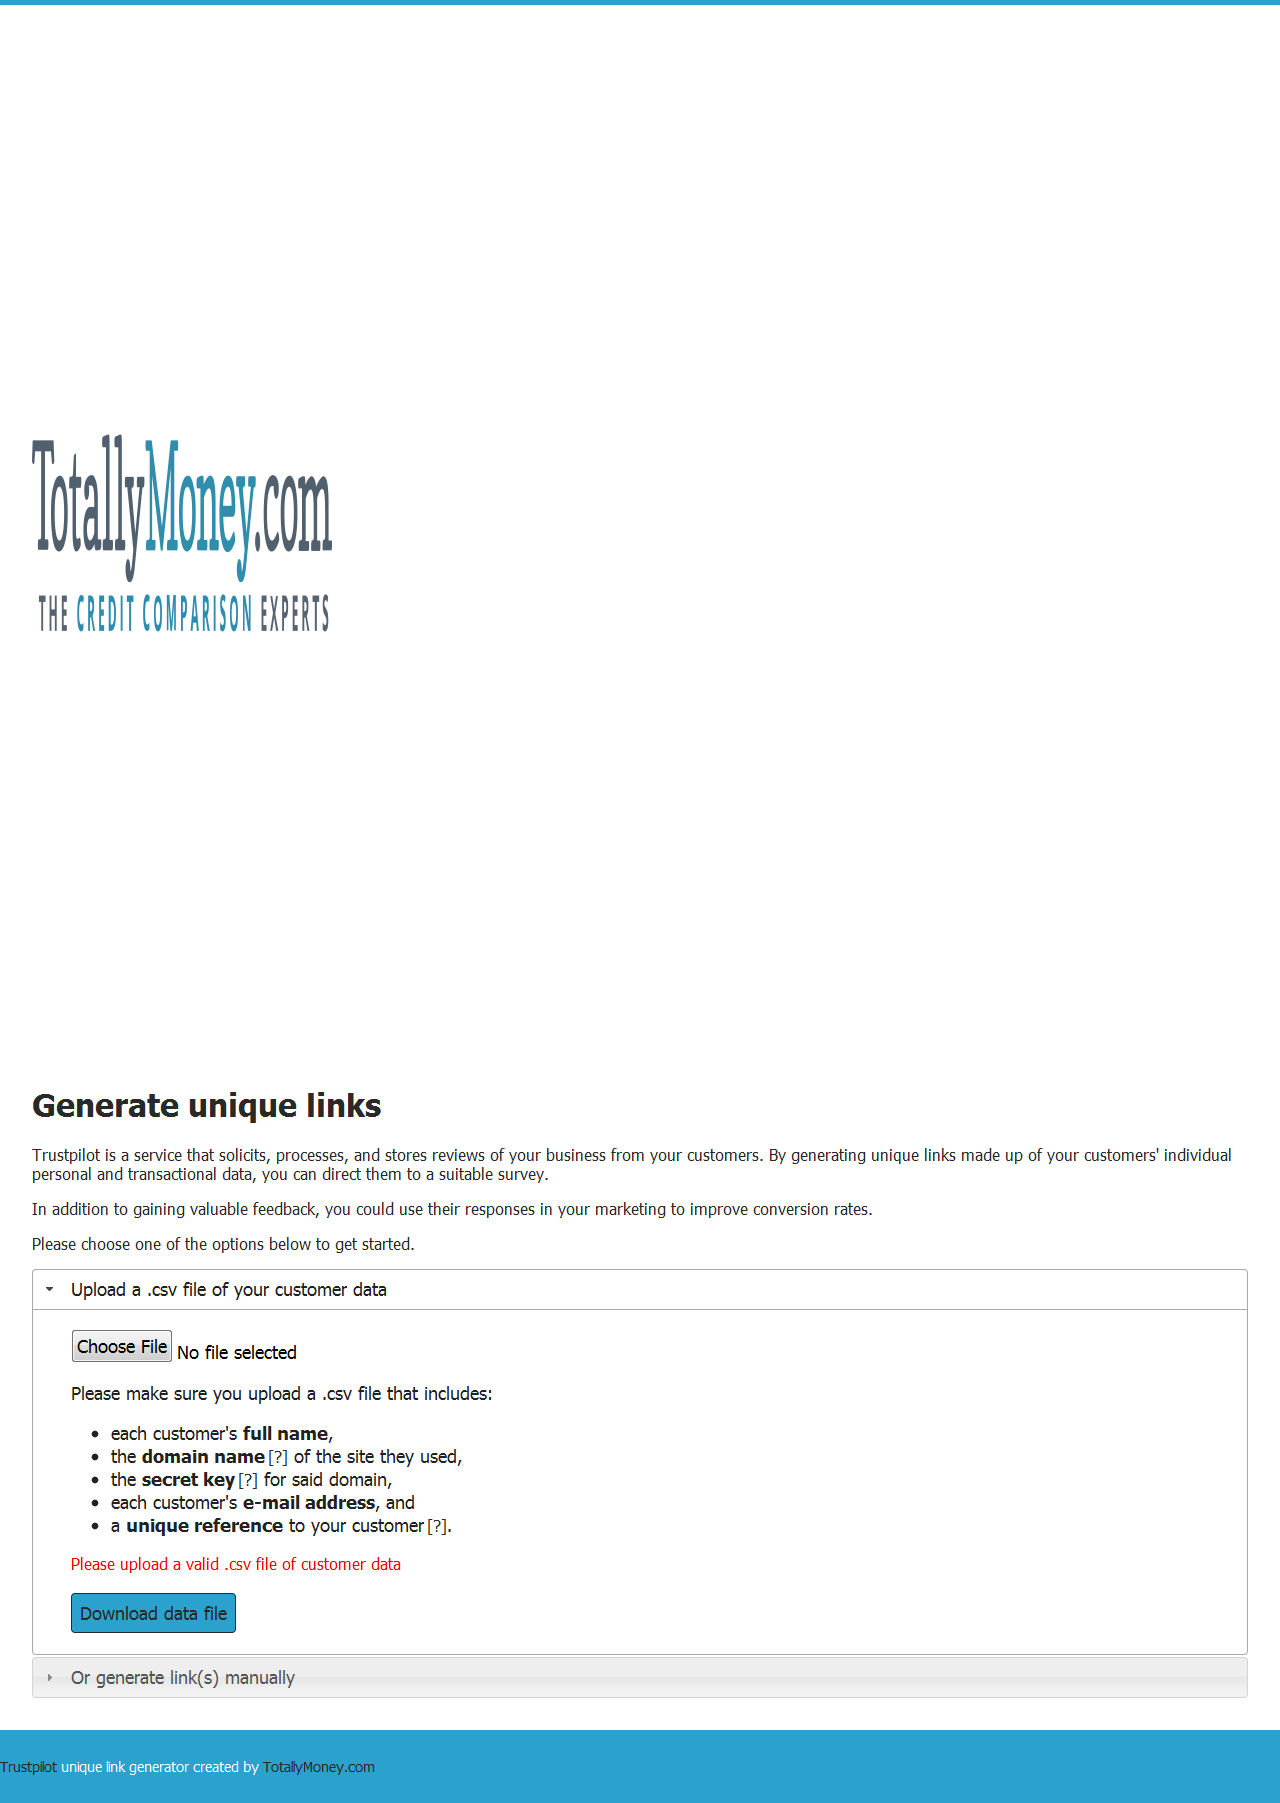 TotallyMoney.com
THE CREDIT COMPARISON EXPERTS
Generate unique links
Trustpilot is a service that solicits, processes, and stores reviews of your business from your customers. By generating unique links made up of your customers' individual
personal and transactional data, you can direct them to a suitable survey.
In addition to gaining valuable feedback, you could use their responses in your marketing to improve conversion rates.
Please choose one of the options below to get started.
Upload a .csv file of your customer data
Choose File No file selected
Please make sure you upload a .csv file that includes:
• each customer's full name,
• the domain name[?] of the site they used,
• the secret key[?] for said domain,
• each customer's e-mail address, and
• a unique reference to your customer[?].
Please upload a valid .csv file of customer data
Download data file
Or generate link(s) manually
Trustpilot unique link generator created by TotallyMoney.com